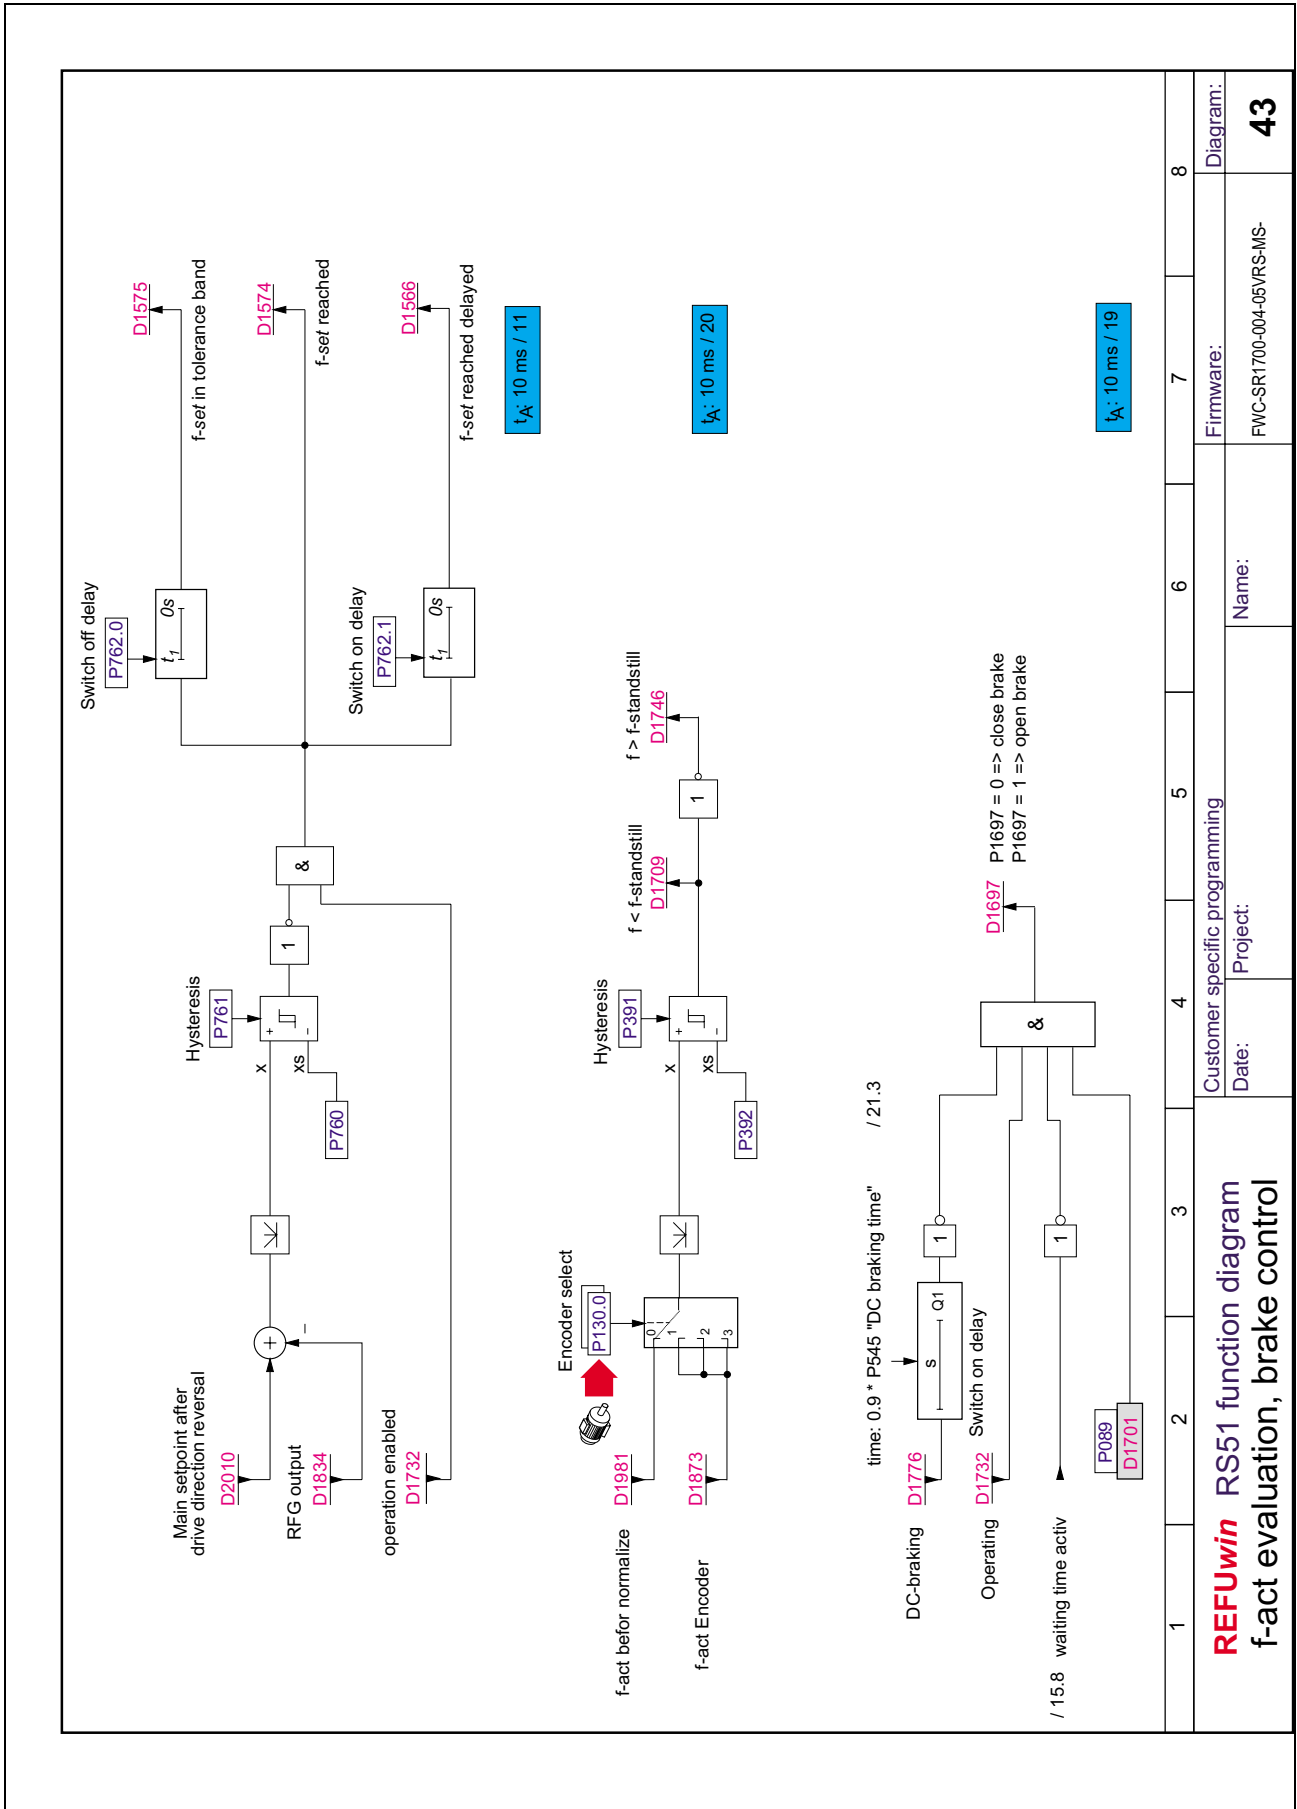 Switch off delay
P762.0
t1 0s
D1575
f-set in tolerance band
Main setpoint after
drive direction reversal
D2010
Hysteresis
P761
+
x
–
xs
P760
1
&
D1574
f-set reached
RFG output
D1834
+
–
operation enabled
D1732
Switch on delay
P762.1
t1 0s
D1566
f-set reached delayed
tA: 10 ms / 11
Encoder select
P130.0
f-act befor normalize
D1981
0
1
2
3
f-act Encoder
D1873
Hysteresis
P391
+
x
–
xs
P392
f < f-standstill
D1709
1
f > f-standstill
D1746
tA: 10 ms / 20
time: 0.9 * P545 "DC braking time" / 21.3
DC-braking
D1776
s Q1
1
Switch on delay
Operating
D1732
/ 15.8 waiting time activ
1
P089
D1701
&
D1697
P1697 = 0 => close brake
P1697 = 1 => open brake
tA: 10 ms / 19
1 2 3 4 5 6 7 8
REFUwin RS51 function diagram
f-act evaluation, brake control
Customer specific programming
Date:
Project:
Name:
Firmware:
FWC-SR1700-004-05VRS-MS-
Diagram:
43